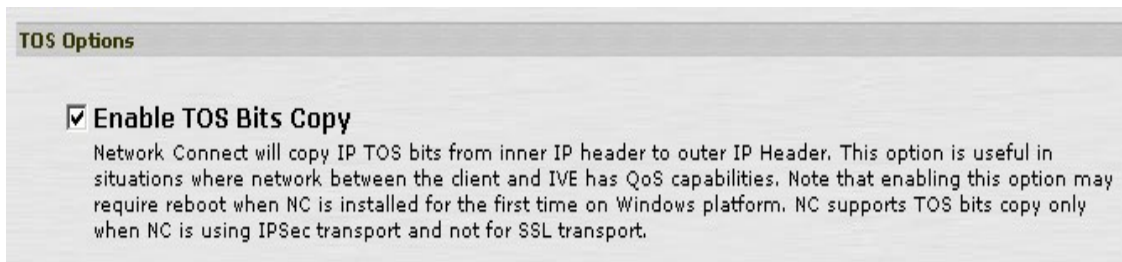 TOS Options
Enable TOS Bits Copy
Network Connect will copy IP TOS bits from inner IP header to outer IP Header. This option is useful in
situations where network between the client and IVE has QoS capabilities. Note that enabling this option may
require reboot when NC is installed for the first time on Windows platform. NC supports TOS bits copy only
when NC is using IPSec transport and not for SSL transport.